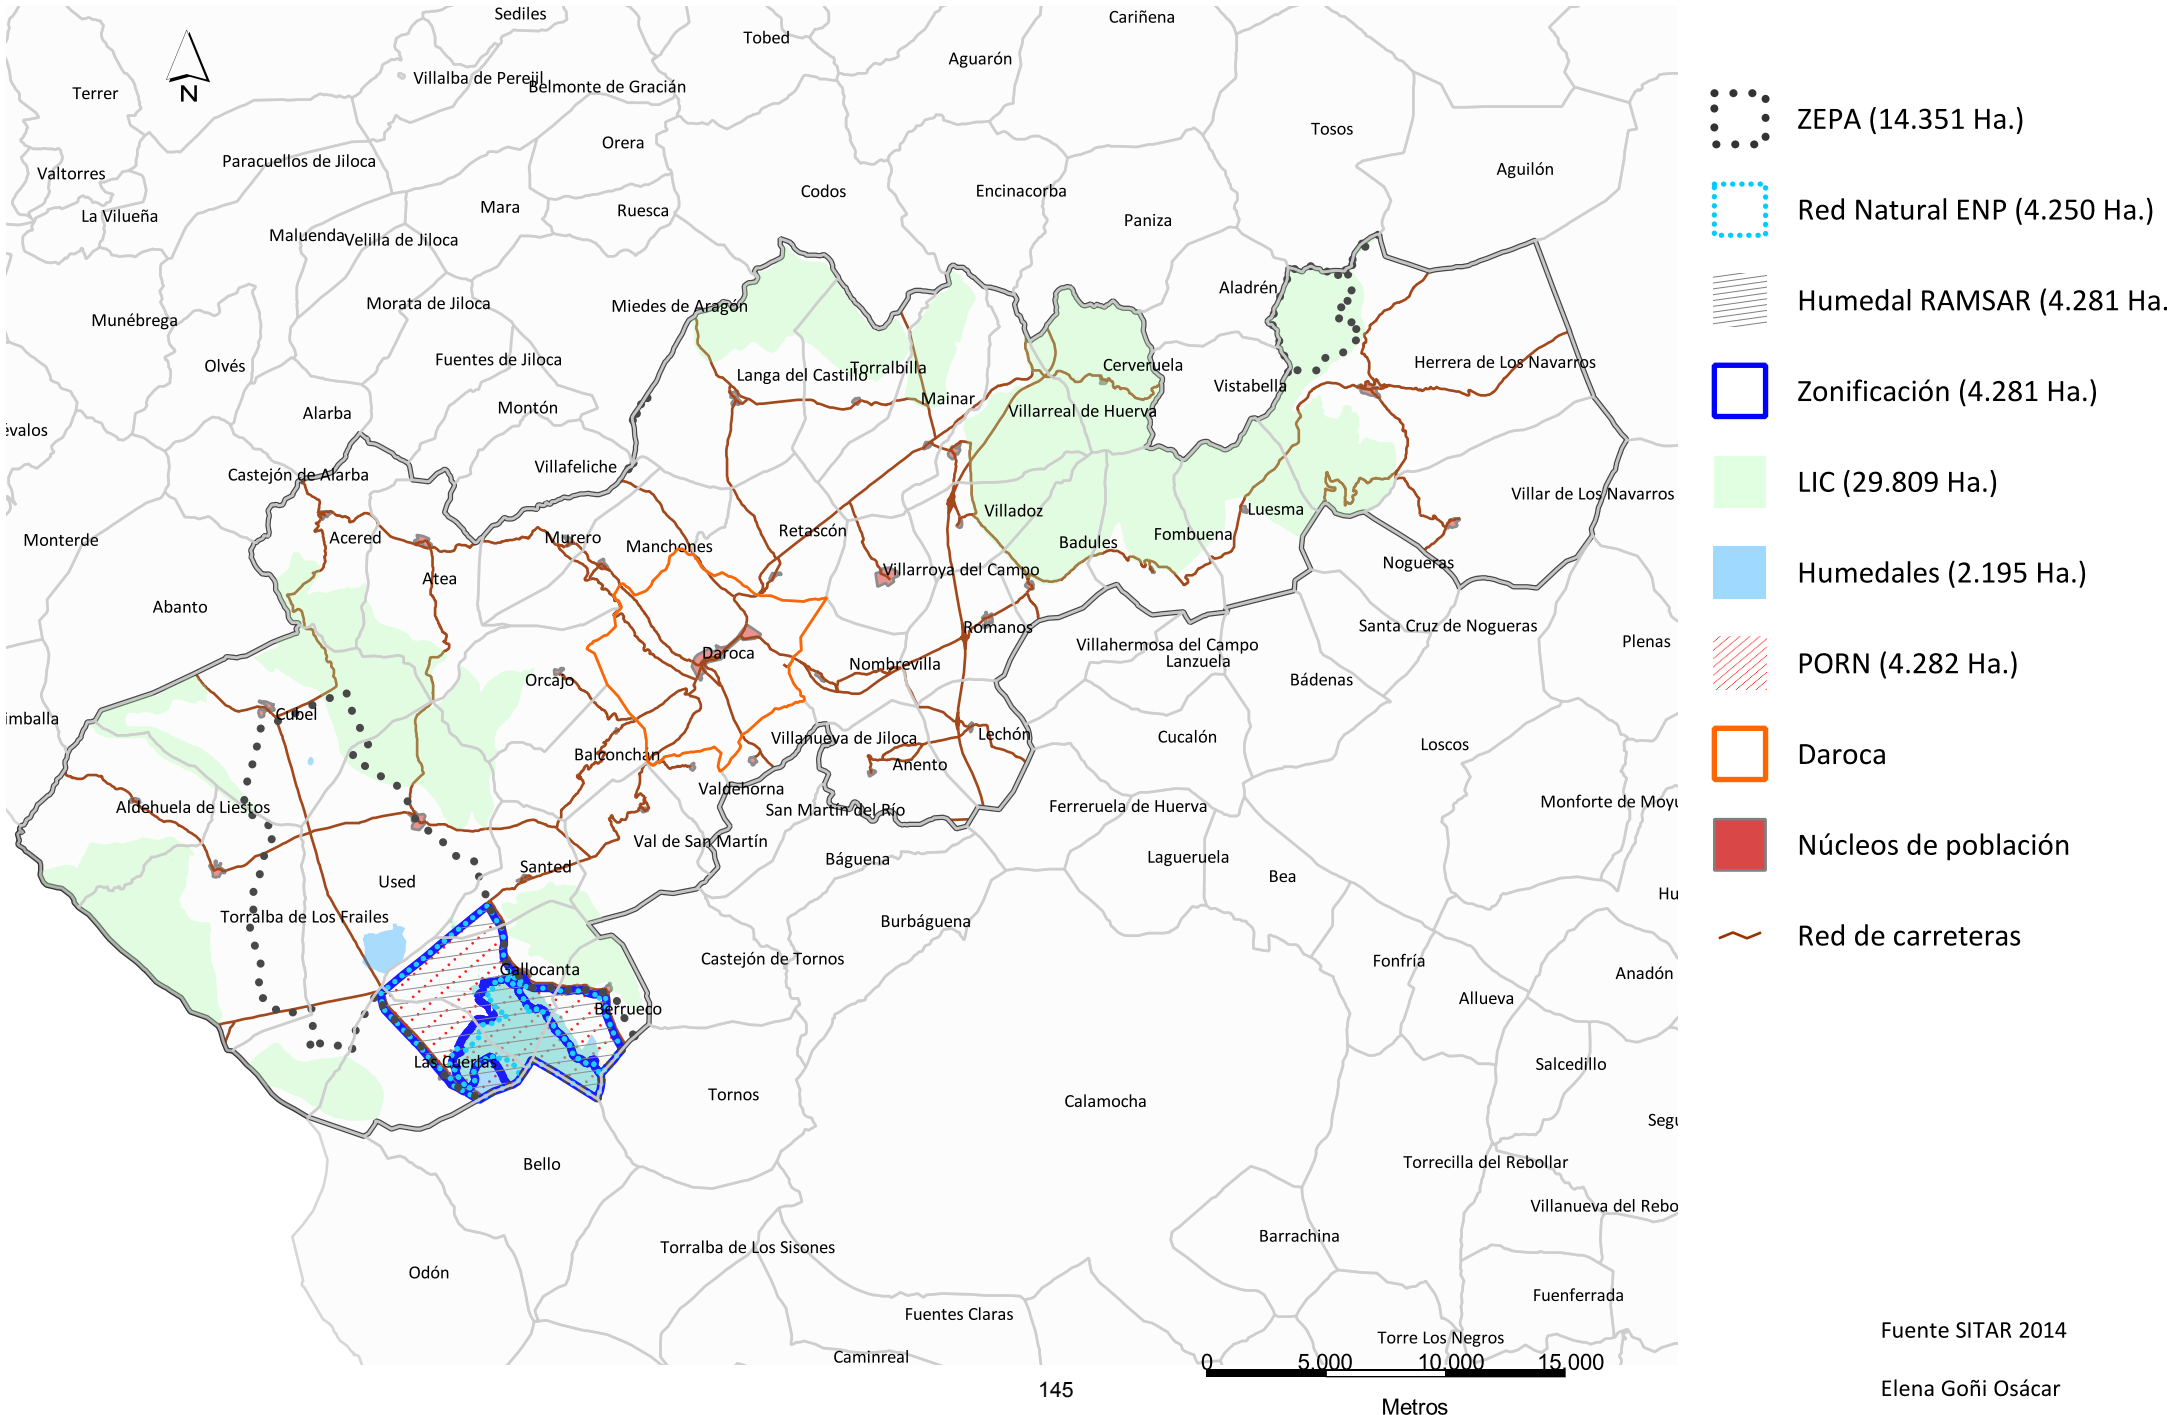 Sediles
Cariñena
Tobed
Aguarón
Villalba de Perejil
Belmonte de Gracián
Terrer
Tosos
Orera
Paracuellos de Jiloca
Aguilón
Valtorres
Codos
Encinacorba
Mara
Ruesca
La Vilueña
Paniza
Maluenda
Velilla de Jiloca
Aladrén
Morata de Jiloca
Miedes de Aragón
Munébrega
Fuentes de Jiloca
Olvés
Herrera de Los Navarros
Cerveruela
Torralbilla
Langa del Castillo
Vistabella
Mainar
Alarba
Montón
Villarreal de Huerva
évalos
Villafeliche
Castejón de Alarba
Villar de Los Navarros
Villadoz
Luesma
Retascón
Fombuena
Monterde
Acered
Murero
Manchones
Badules
Nogueras
Villarroya del Campo
Atea
Abanto
Romanos
Santa Cruz de Nogueras
Plenas
Villahermosa del Campo
Lanzuela
Daroca
Nombrevilla
Orcajo
Bádenas
imballa
Cubel
Lechón
Villanueva de Jiloca
Cucalón
Loscos
Balconchan
Anento
Valdehorna
Aldehuela de Liestos
San Martín del Río
Ferreruela de Huerva
Monforte de Moyu
Val de San Martín
Báguena
Lagueruela
Santed
Used
Bea
Hu
Torralba de Los Frailes
Burbáguena
Castejón de Tornos
Fonfría
Gallocanta
Anadón
Allueva
Berrueco
Las Cuerlas
Salcedillo
Tornos
Calamocha
Segu
Bello
Torrecilla del Rebollar
Villanueva del Rebo
Barrachina
Torralba de Los Sisones
Odón
Fuenferrada
Fuentes Claras
Torre Los Negros
Caminreal
N
ZEPA (14.351 Ha.)
Red Natural ENP (4.250 Ha.)
Humedal RAMSAR (4.281 Ha.
Zonificación (4.281 Ha.)
LIC (29.809 Ha.)
Humedales (2.195 Ha.)
PORN (4.282 Ha.)
Daroca
Núcleos de población
Red de carreteras
0 5.000 10.000 15.000
Metros
145
Fuente SITAR 2014
Elena Goñi Osácar